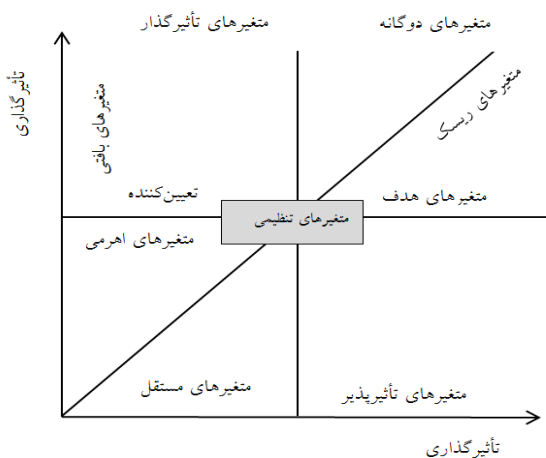 متغیرهای دوگانه
متغیرهای تأثیرگذار
متغیرهای ریسک
متغیرهای بافتی
تأثیرگذاری
متغیرهای هدف
تعیین‌کننده
متغیرهای تنظیمی
متغیرهای اهرمی
متغیرهای تأثیرپذیر
متغیرهای مستقل
تأثیرگذاری